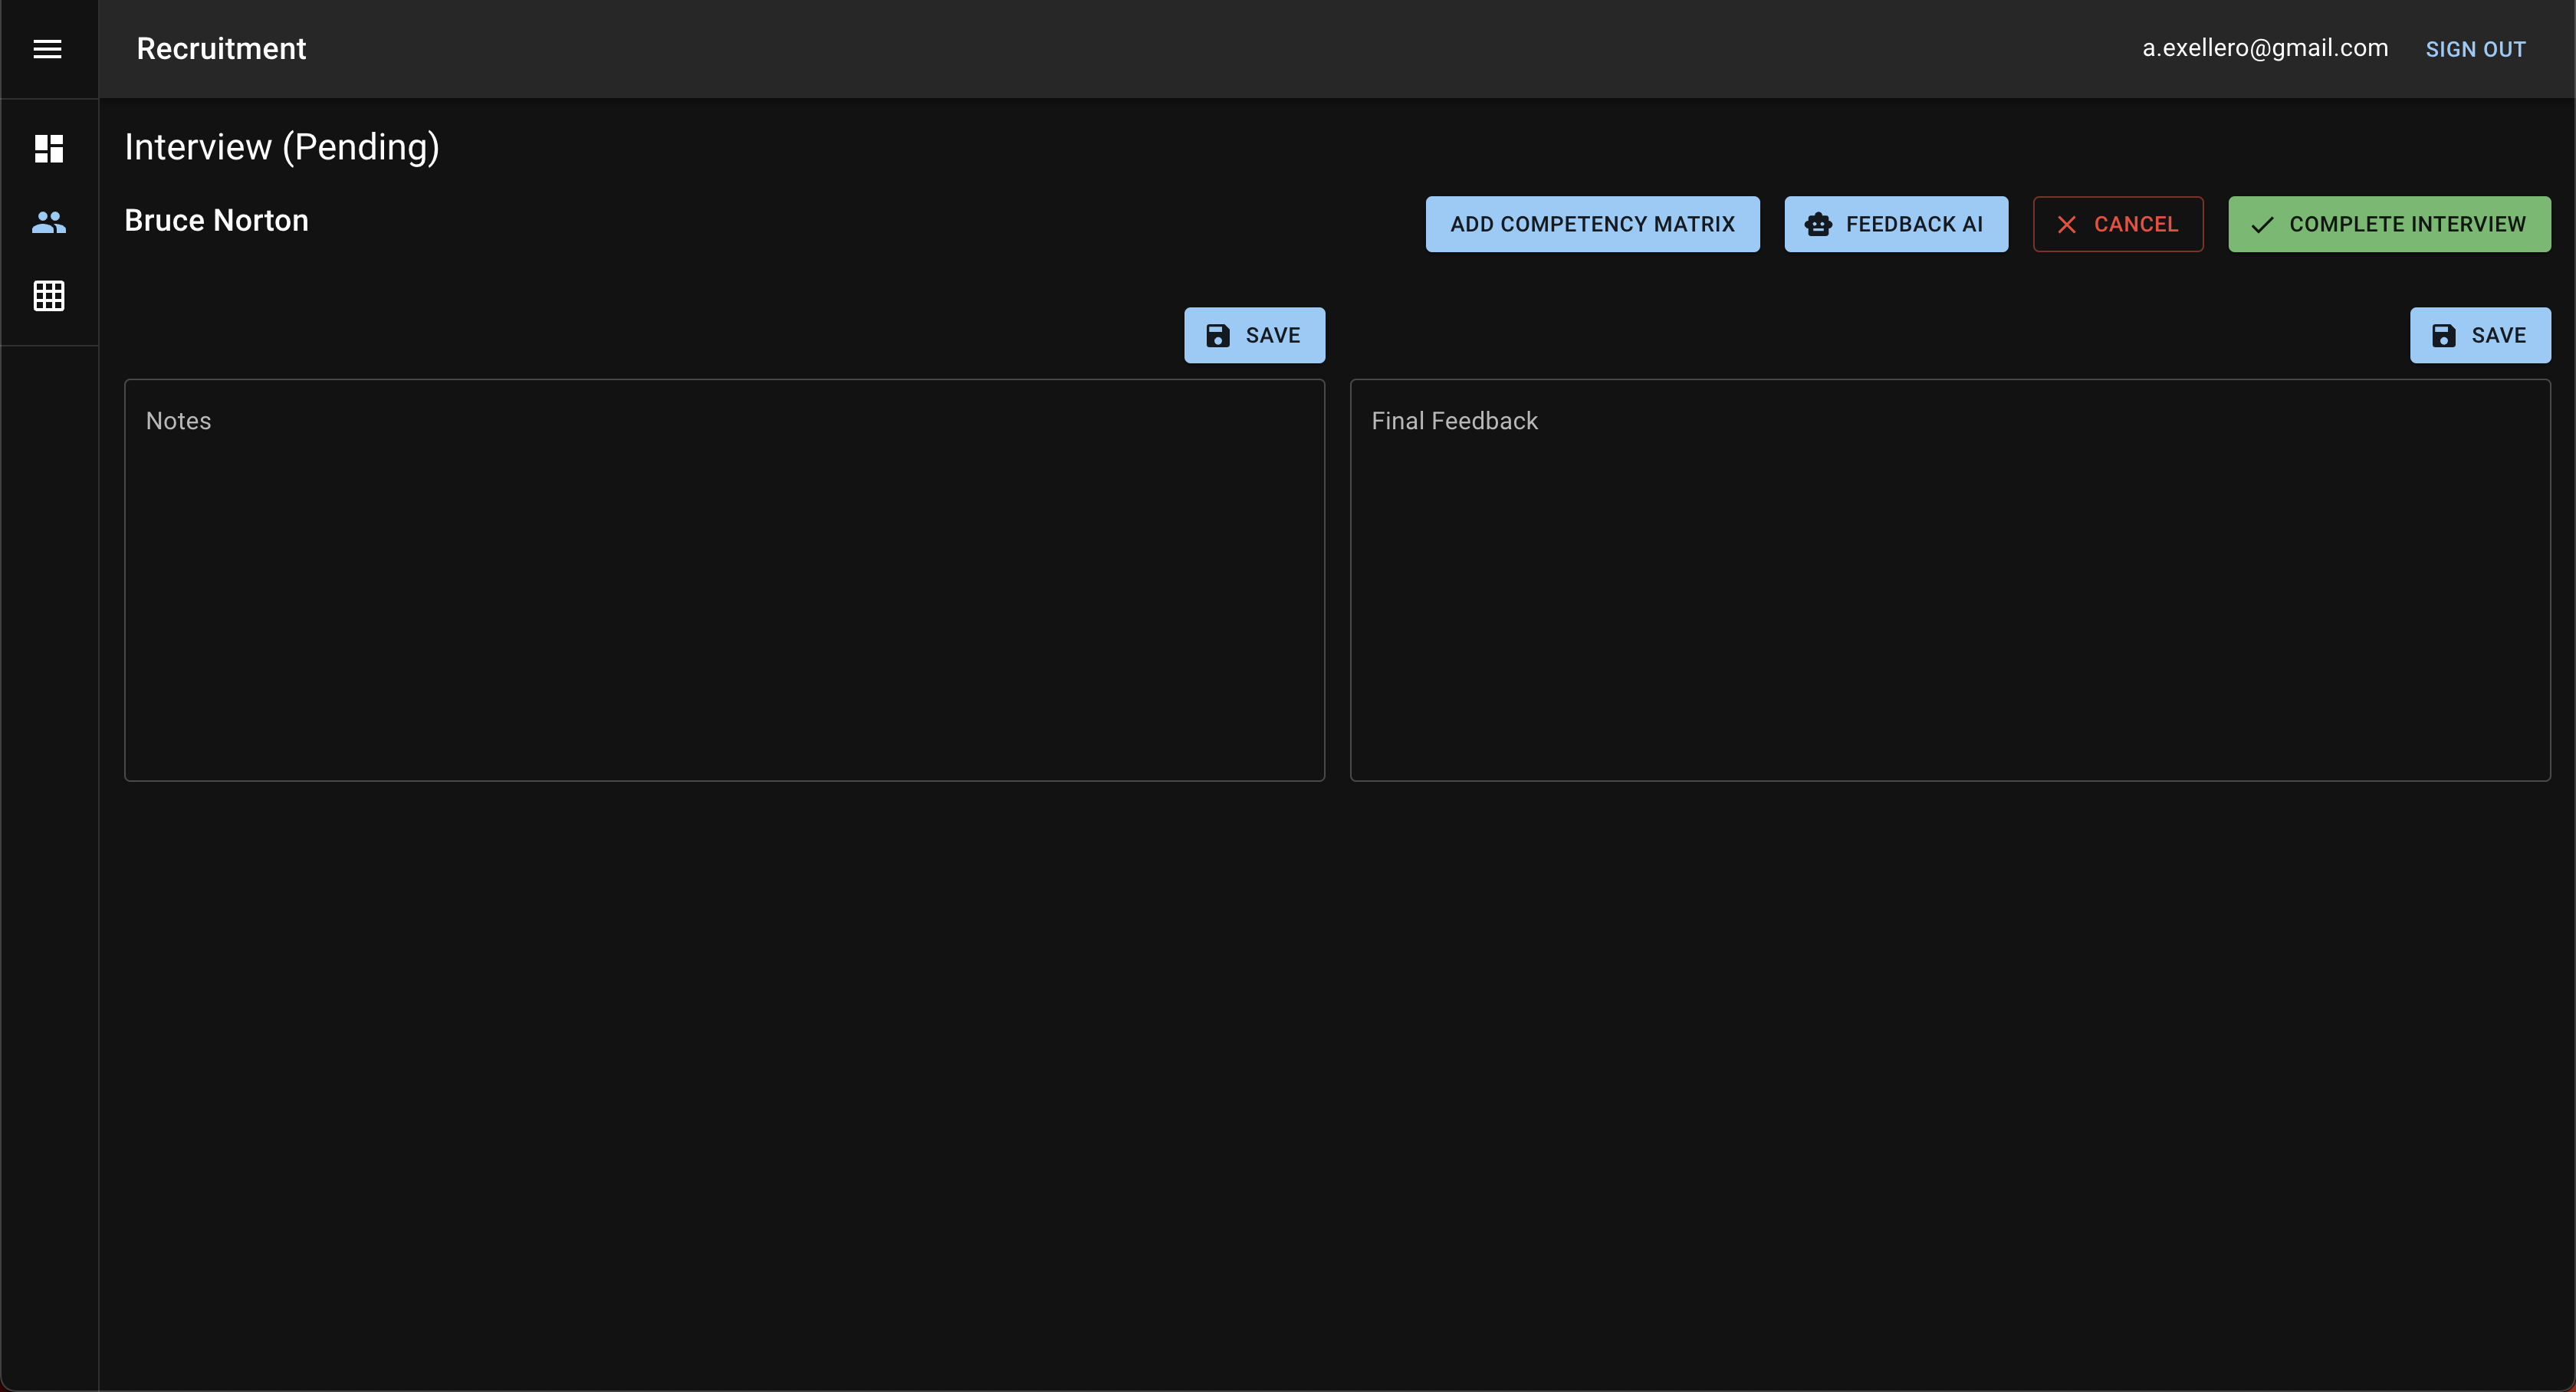 Recruitment
a.exellero@gmail.com
SIGN OUT
Interview (Pending)
Bruce Norton
ADD COMPETENCY MATRIX
FEEDBACK AI
CANCEL
COMPLETE INTERVIEW
SAVE
SAVE
Notes
Final Feedback